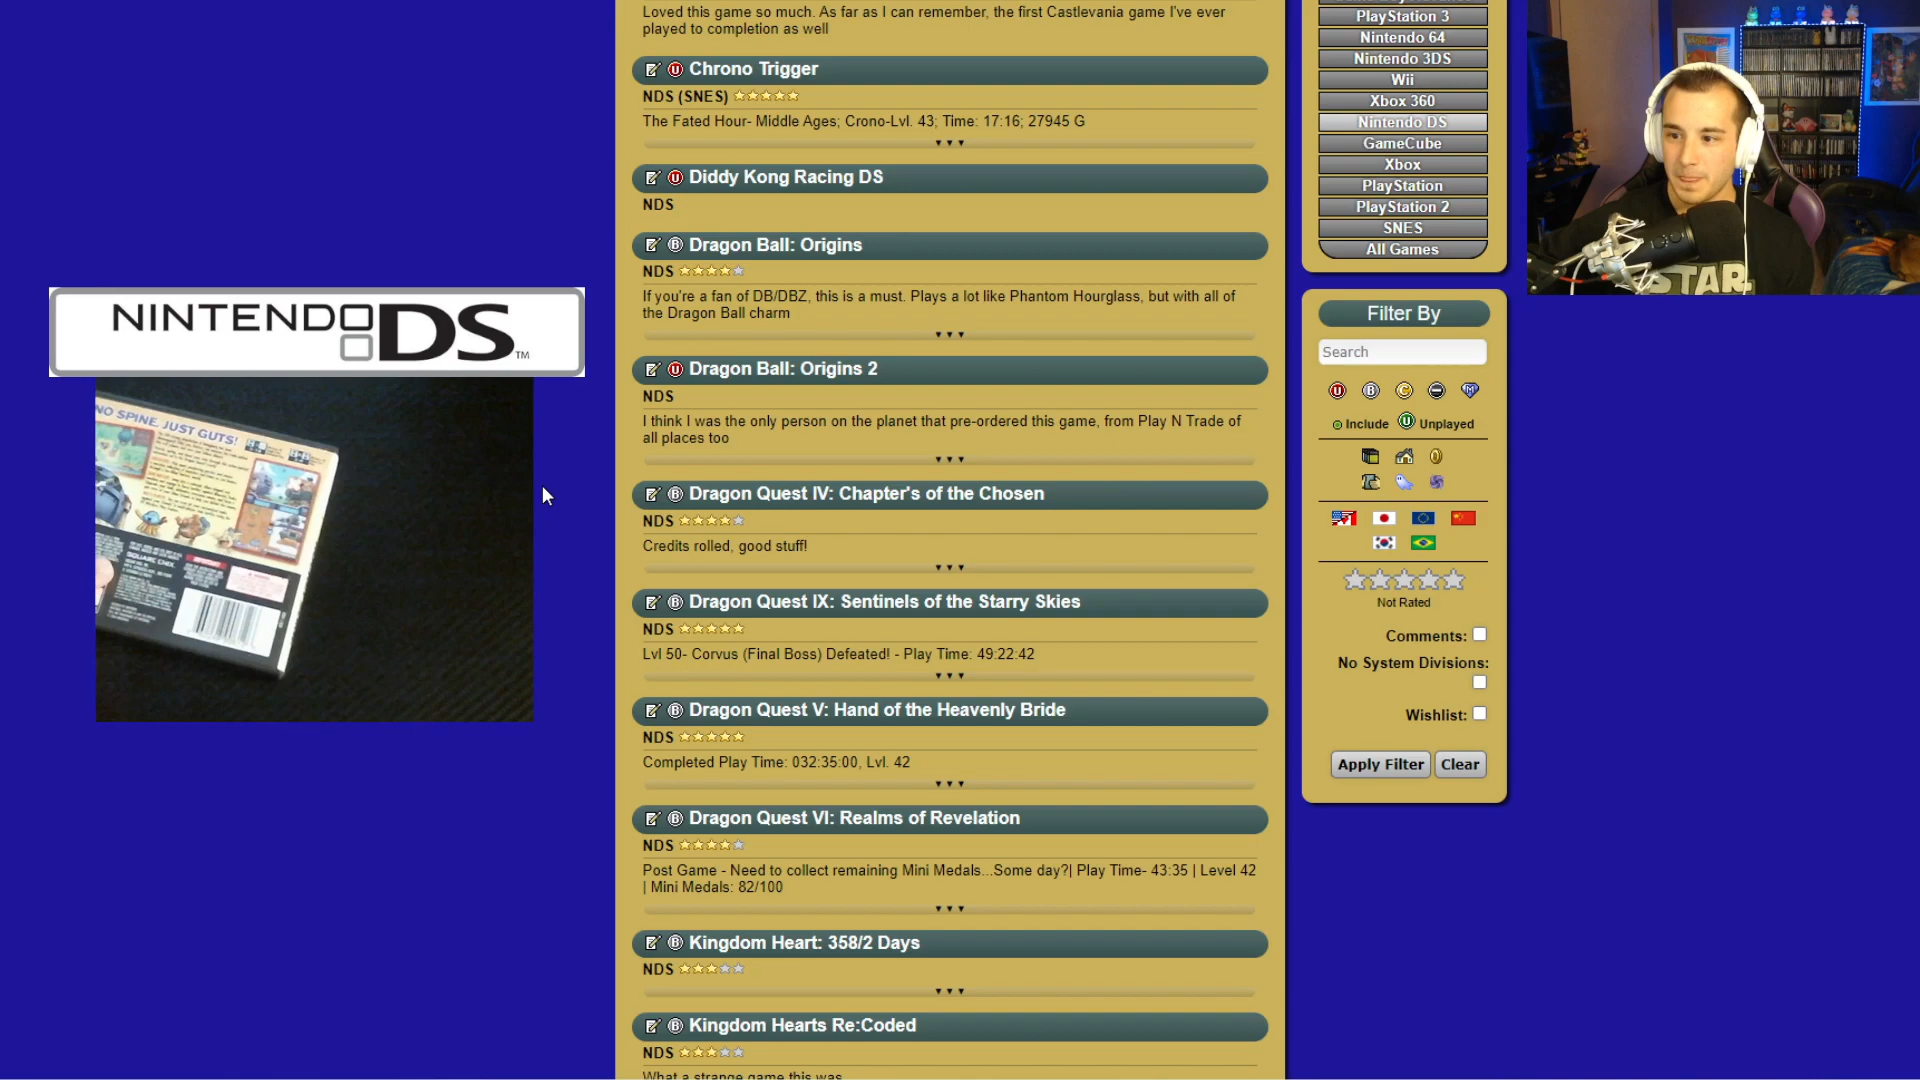 Loved this game so much. As far as I can remember, the first Castlevania game I've ever
played to completion as well
Chrono Trigger
NDS (SNES)
The Fated Hour- Middle Ages; Crono-Lvl. 43; Time: 17:16; 27945 G
Diddy Kong Racing DS
NDS
Dragon Ball: Origins
NDS
If you're a fan of DB/DBZ, this is a must. Plays a lot like Phantom Hourglass, but with all of
the Dragon Ball charm
Dragon Ball: Origins 2
NDS
I think I was the only person on the planet that pre-ordered this game, from Play N Trade of
all places too
Dragon Quest IV: Chapter's of the Chosen
NDS
Credits rolled, good stuff!
Dragon Quest IX: Sentinels of the Starry Skies
NDS
Lvl 50- Corvus (Final Boss) Defeated! - Play Time: 49:22:42
Dragon Quest V: Hand of the Heavenly Bride
NDS
Completed Play Time: 032:35:00, Lvl. 42
Dragon Quest VI: Realms of Revelation
NDS
Post Game - Need to collect remaining Mini Medals...Some day?| Play Time- 43:35 | Level 42
| Mini Medals: 82/100
Kingdom Heart: 358/2 Days
NDS
Kingdom Hearts Re:Coded
NDS
What a strange game this was
NINTENDO DS TM
NO SPINE, JUST GUTS!
SQUARE ENIX
PlayStation 3
Nintendo 64
Nintendo 3DS
Wii
Xbox 360
Nintendo DS
GameCube
Xbox
PlayStation
PlayStation 2
SNES
All Games
Filter By
Search
U B C M
Include U Unplayed
Not Rated
Comments:
No System Divisions:
Wishlist:
Apply Filter Clear
STAR